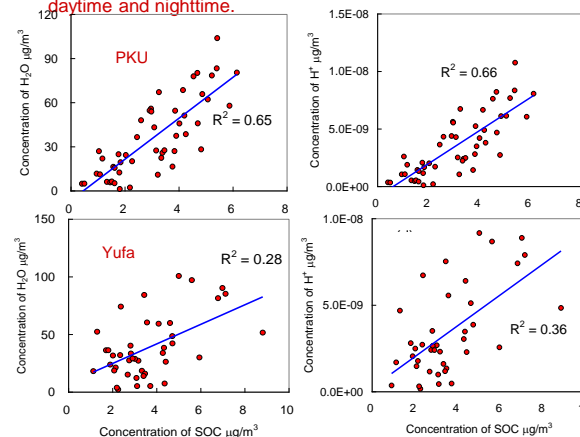 daytime and nighttime.
Concentration of H2O µg/m3
120
90
60
30
0
PKU
R2 = 0.65
0 2 4 6 8
Concentration of H+ µg/m3
1.5E-08
1.0E-08
5.0E-09
0.0E+00
R2 = 0.66
0 2 4 6
Concentration of H2O µg/m3
150
100
50
0
Yufa
R2 = 0.28
0 2 4 6 8 10
Concentration of SOC µg/m3
Concentration of H+ µg/m3
1.0E-08
5.0E-09
0.0E+00
R2 = 0.36
0 2 4 6 8
Concentration of SOC µg/m3